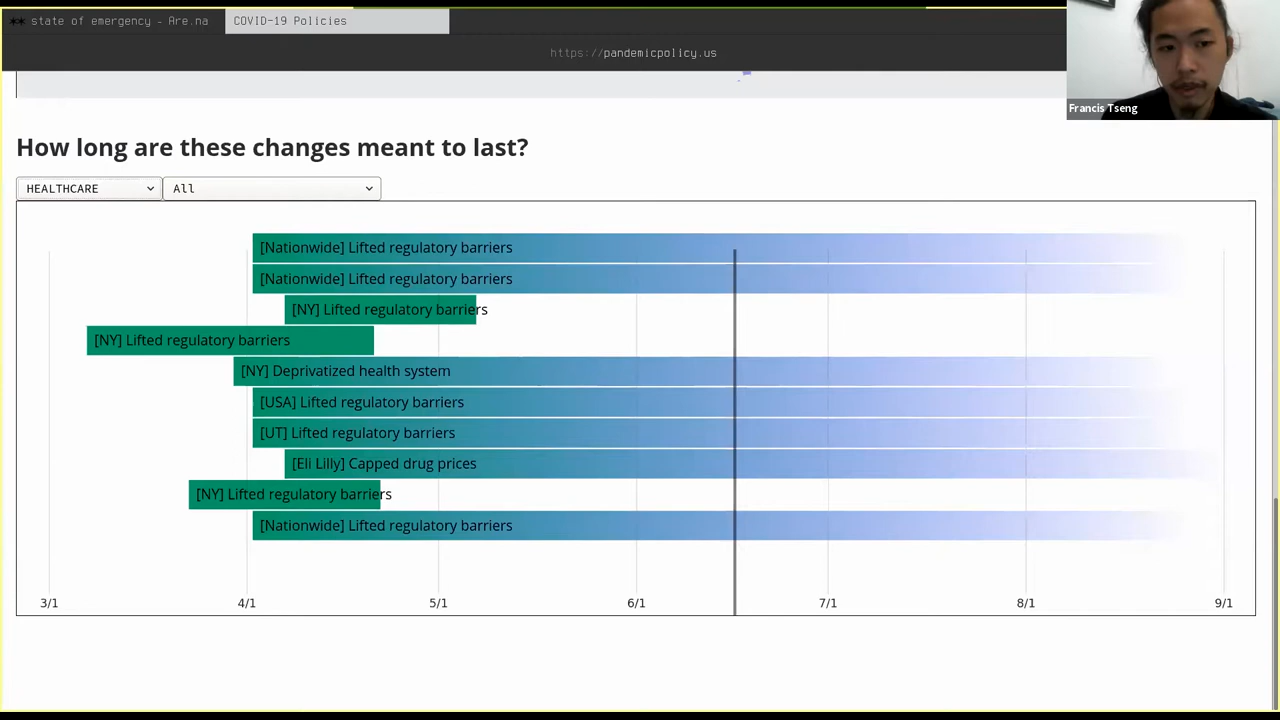 state of emergency - Are.na
COVID-19 Policies
https://pandemicpolicy.us
Francis Tseng
How long are these changes meant to last?
HEALTHCARE
All
[Nationwide] Lifted regulatory barriers
[Nationwide] Lifted regulatory barriers
[NY] Lifted regulatory barriers
[NY] Lifted regulatory barriers
[NY] Deprivatized health system
[USA] Lifted regulatory barriers
[UT] Lifted regulatory barriers
[Eli Lilly] Capped drug prices
[NY] Lifted regulatory barriers
[Nationwide] Lifted regulatory barriers
3/1 4/1 5/1 6/1 7/1 8/1 9/1